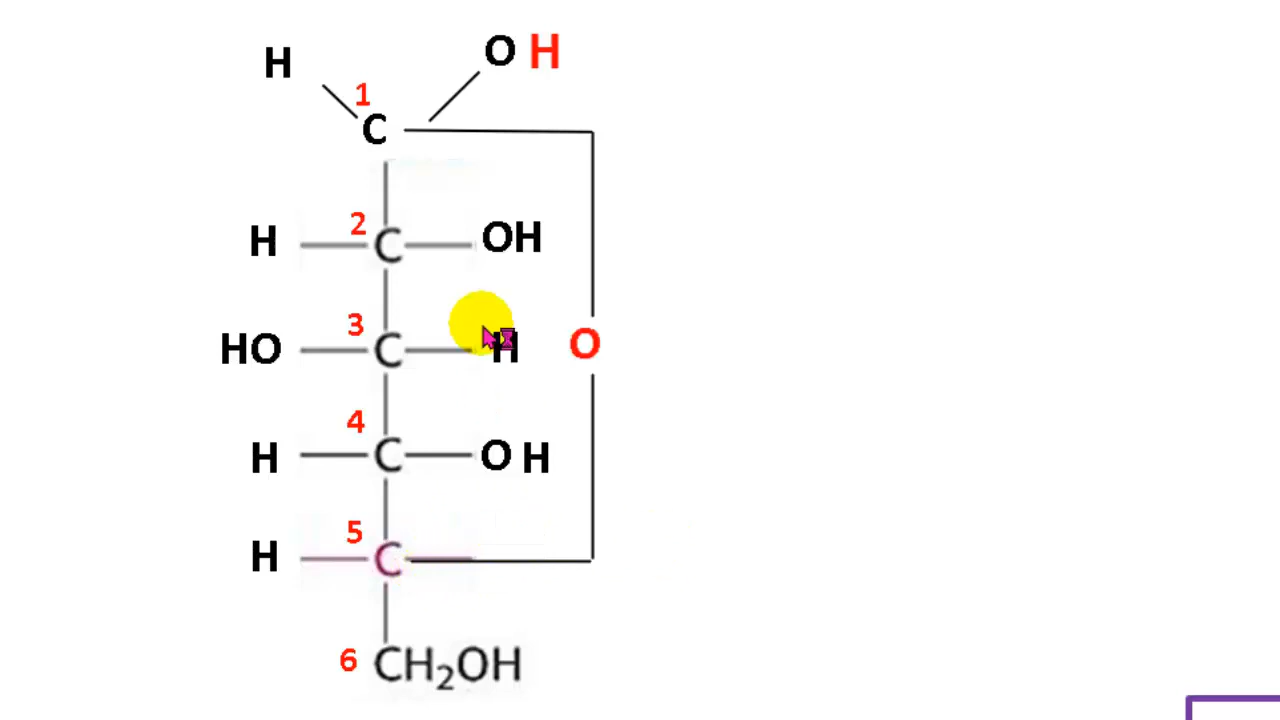 H O H
1
C
2
H C OH
3
HO C H O
4
H C O H
5
H C
6 CH₂OH